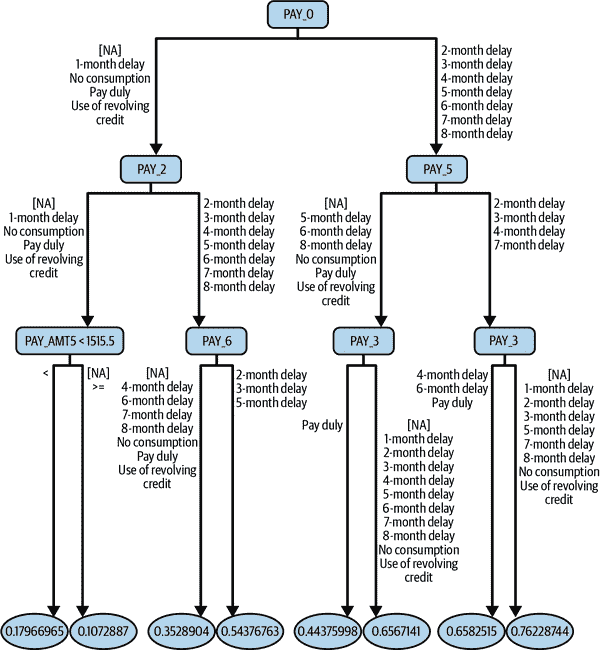 PAY_0
[NA]
1-month delay
No consumption
Pay duly
Use of revolving
credit
2-month delay
3-month delay
4-month delay
5-month delay
6-month delay
7-month delay
8-month delay
PAY_2
PAY_5
[NA]
1-month delay
No consumption
Pay duly
Use of revolving
credit
2-month delay
3-month delay
4-month delay
5-month delay
6-month delay
7-month delay
8-month delay
[NA]
5-month delay
6-month delay
8-month delay
No consumption
Pay duly
Use of revolving
credit
2-month delay
3-month delay
4-month delay
7-month delay
PAY_AMT5 < 1515.5
PAY_6
PAY_3
PAY_3
<
[NA]
>=
[NA]
4-month delay
6-month delay
7-month delay
8-month delay
No consumption
Pay duly
Use of revolving
credit
2-month delay
3-month delay
5-month delay
Pay duly
[NA]
1-month delay
2-month delay
3-month delay
4-month delay
5-month delay
6-month delay
7-month delay
8-month delay
No consumption
Use of revolving
credit
4-month delay
6-month delay
Pay duly
[NA]
1-month delay
2-month delay
3-month delay
5-month delay
7-month delay
8-month delay
No consumption
Use of revolving
credit
0.17966965
0.1072887
0.3528904
0.54376763
0.44375998
0.6567141
0.6582515
0.76228744